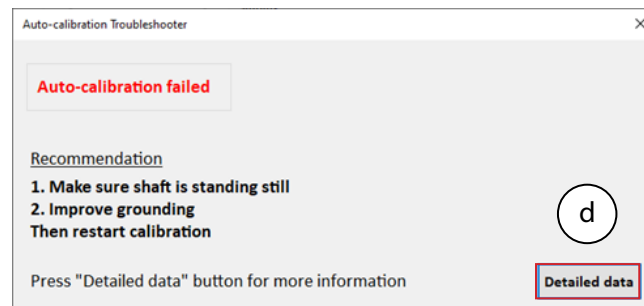 Auto-calibration Troubleshooter
Auto-calibration failed
Recommendation
1. Make sure shaft is standing still
2. Improve grounding
Then restart calibration
d
Press "Detailed data" button for more information
Detailed data